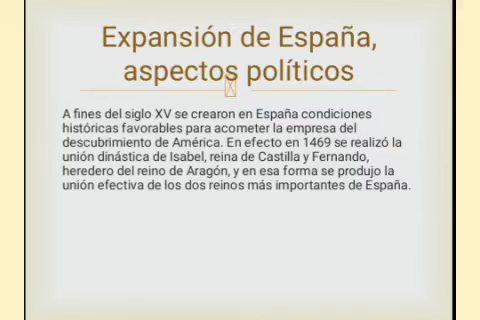 Expansión de España,
aspectos políticos
A fines del siglo XV se crearon en España condiciones
históricas favorables para acometer la empresa del
descubrimiento de América. En efecto en 1469 se realizó la
unión dinástica de Isabel, reina de Castilla y Fernando,
heredero del reino de Aragón, y en esa forma se produjo la
unión efectiva de los dos reinos más importantes de España.